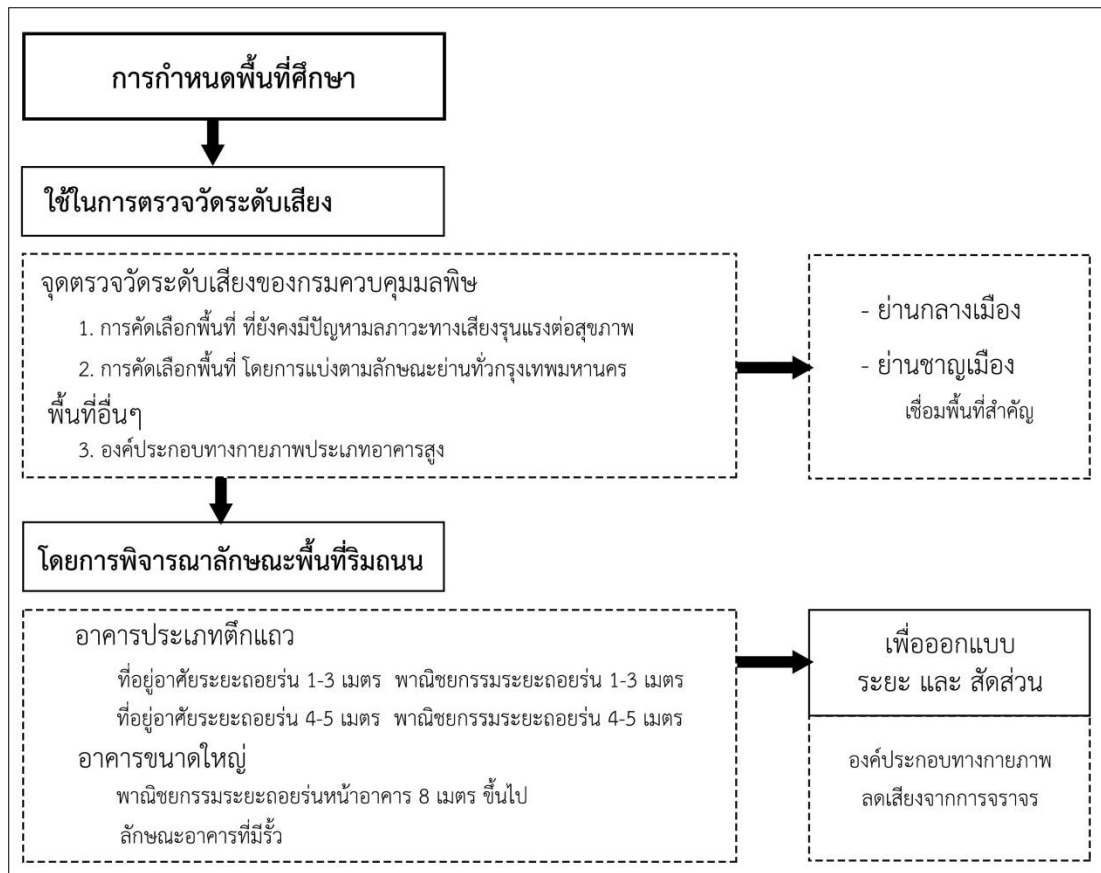 การกำหนดพื้นที่ศึกษา
ใช้ในการตรวจวัดระดับเสียง
จุดตรวจวัดระดับเสียงของกรมควบคุมมลพิษ
1. การคัดเลือกพื้นที่ ที่ยังคงมีปัญหามลภาวะทางเสียงรุนแรงต่อสุขภาพ
2. การคัดเลือกพื้นที่ โดยการแบ่งตามลักษณะย่านทั่วกรุงเทพมหานคร
พื้นที่อื่นๆ
3. องค์ประกอบทางกายภาพประเภทอาคารสูง
- ย่านกลางเมือง
- ย่านชาญเมือง
เชื่อมพื้นที่สำคัญ
โดยการพิจารณาลักษณะพื้นที่ริมถนน
อาคารประเภทตึกแถว
ที่อยู่อาศัยระยะถอยร่น 1-3 เมตร พาณิชยกรรมระยะถอยร่น 1-3 เมตร
ที่อยู่อาศัยระยะถอยร่น 4-5 เมตร พาณิชยกรรมระยะถอยร่น 4-5 เมตร
อาคารขนาดใหญ่
พาณิชยกรรมระยะถอยร่นหน้าอาคาร 8 เมตร ขึ้นไป
ลักษณะอาคารที่มีรั้ว
เพื่อออกแบบ
ระยะ และ สัดส่วน
องค์ประกอบทางกายภาพ
ลดเสียงจากการจราจร